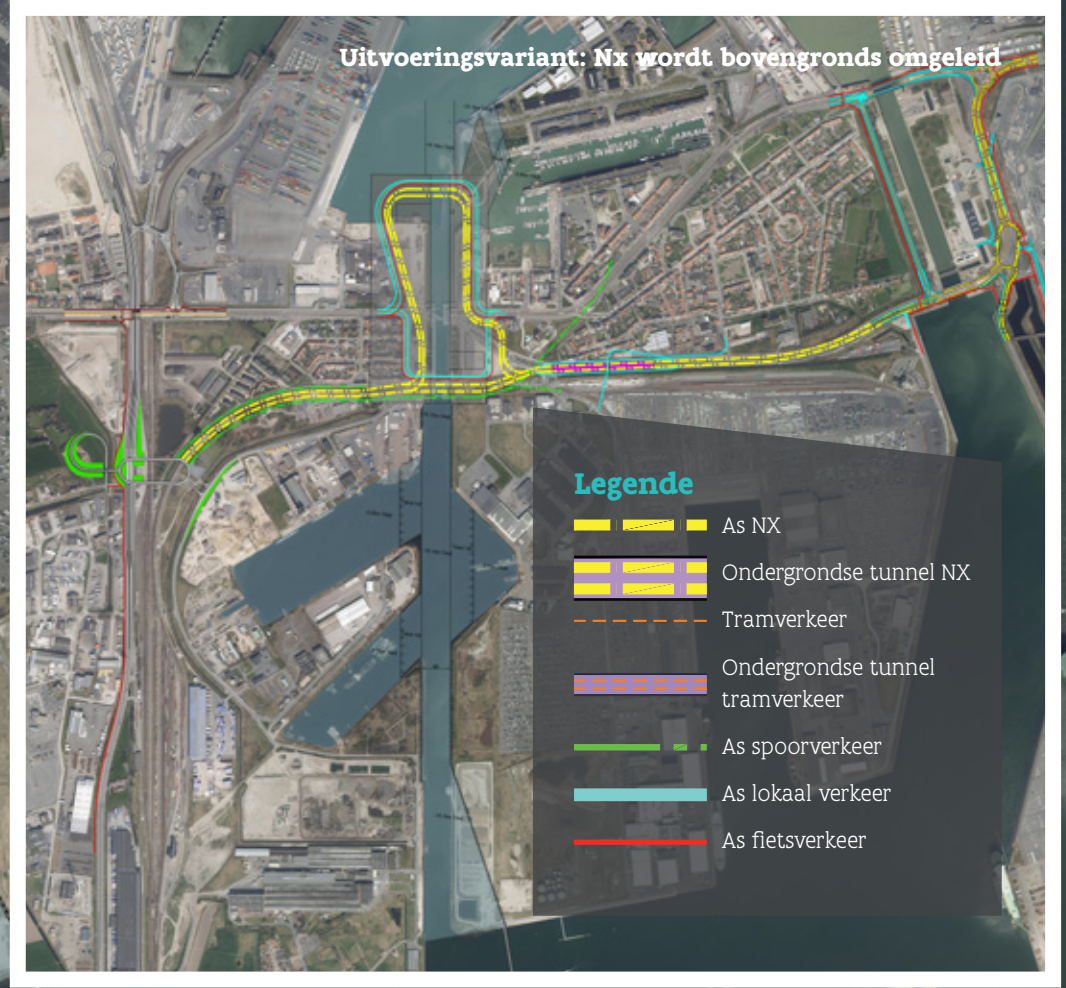 Uitvoeringsvariant: Nx wordt bovengronds omgeleid
Legende
As NX
Ondergrondse tunnel NX
Tramverkeer
Ondergrondse tunnel
tramverkeer
As spoorverkeer
As lokaal verkeer
As fietsverkeer